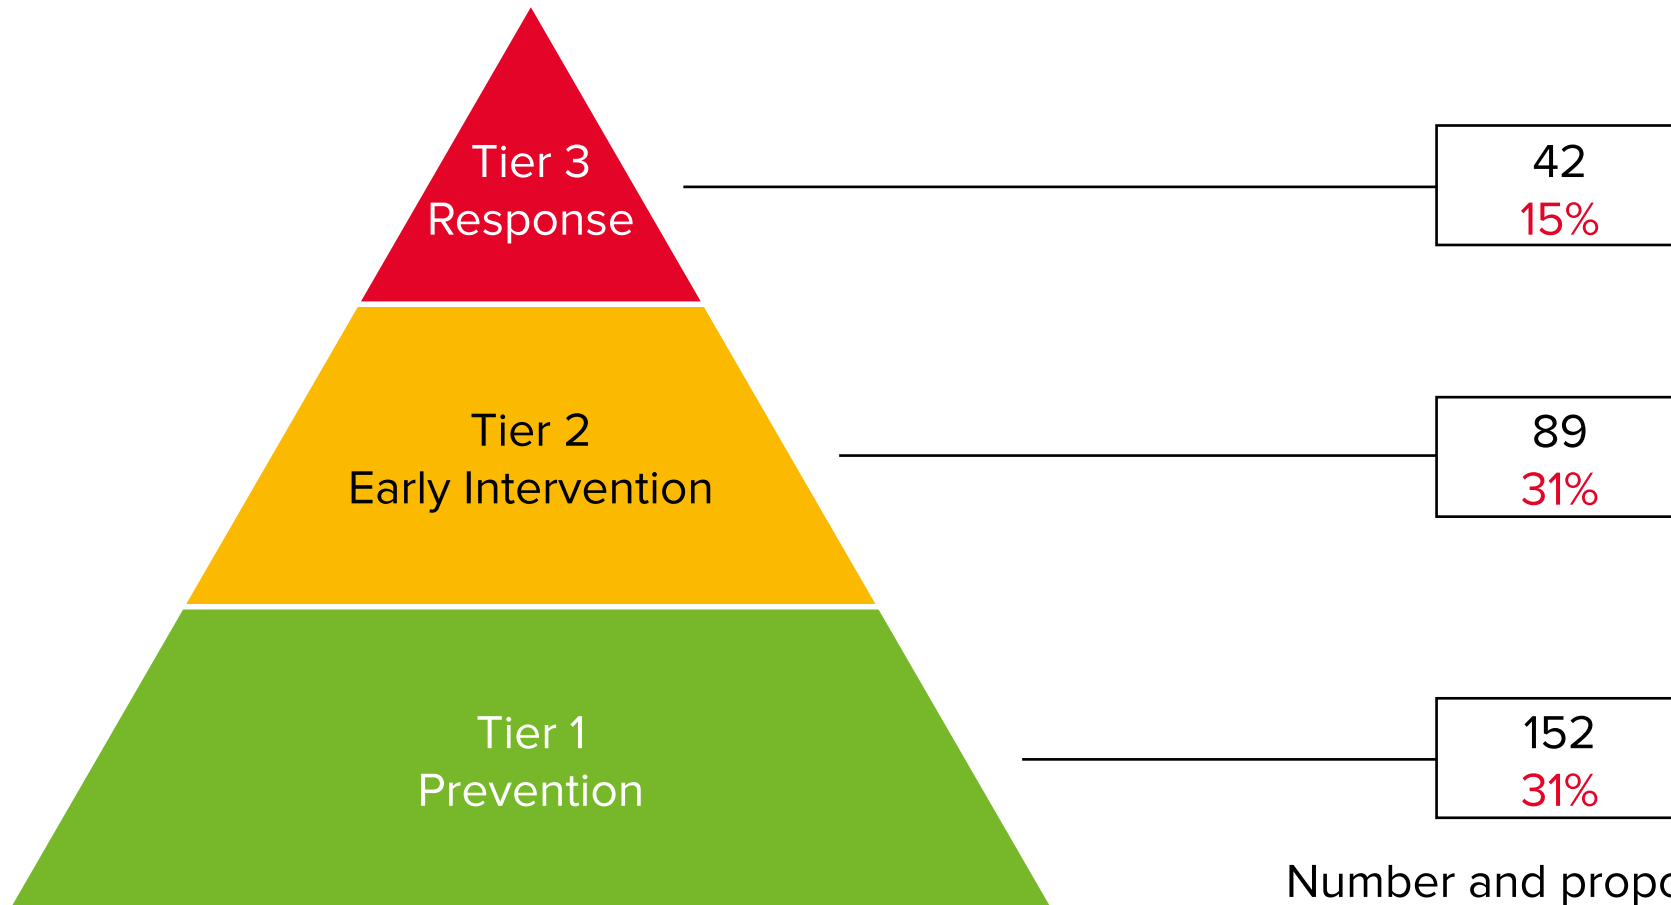 Tier 3
Response
42
15%
Tier 2
Early Intervention
89
31%
Tier 1
Prevention
152
31%
Number and